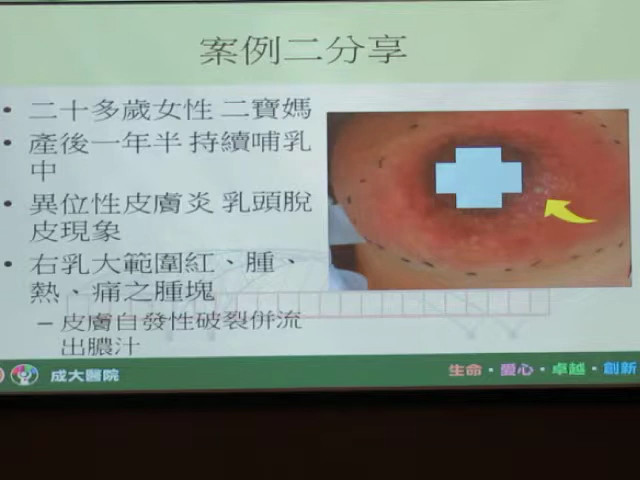 案例二分享
• 二十多歲女性 二寶媽
• 產後一年半 持續哺乳
中
• 異位性皮膚炎 乳頭脫
皮現象
• 右乳大範圍紅、腫、
熱、痛之腫塊
– 皮膚自發性破裂併流
出膿汁
成大醫院
生命・愛心・卓越・創新